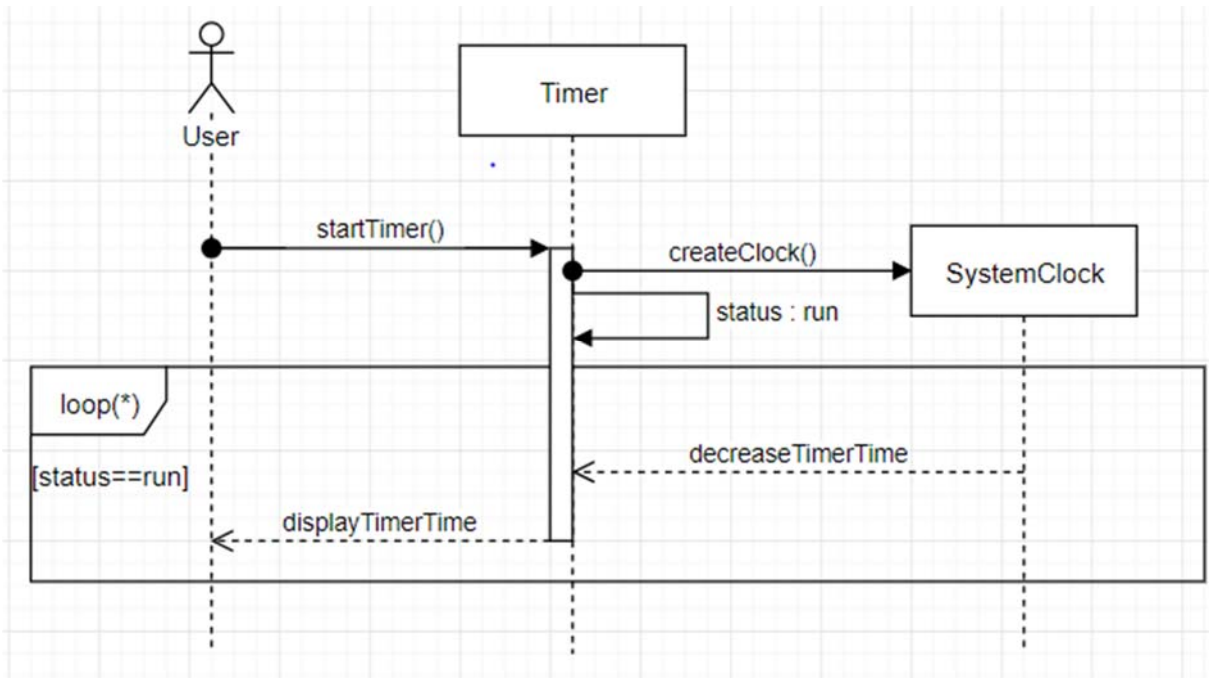 Timer
User
startTimer()
createClock()
SystemClock
status : run
loop(*)
decreaseTimerTime
[status==run]
displayTimerTime